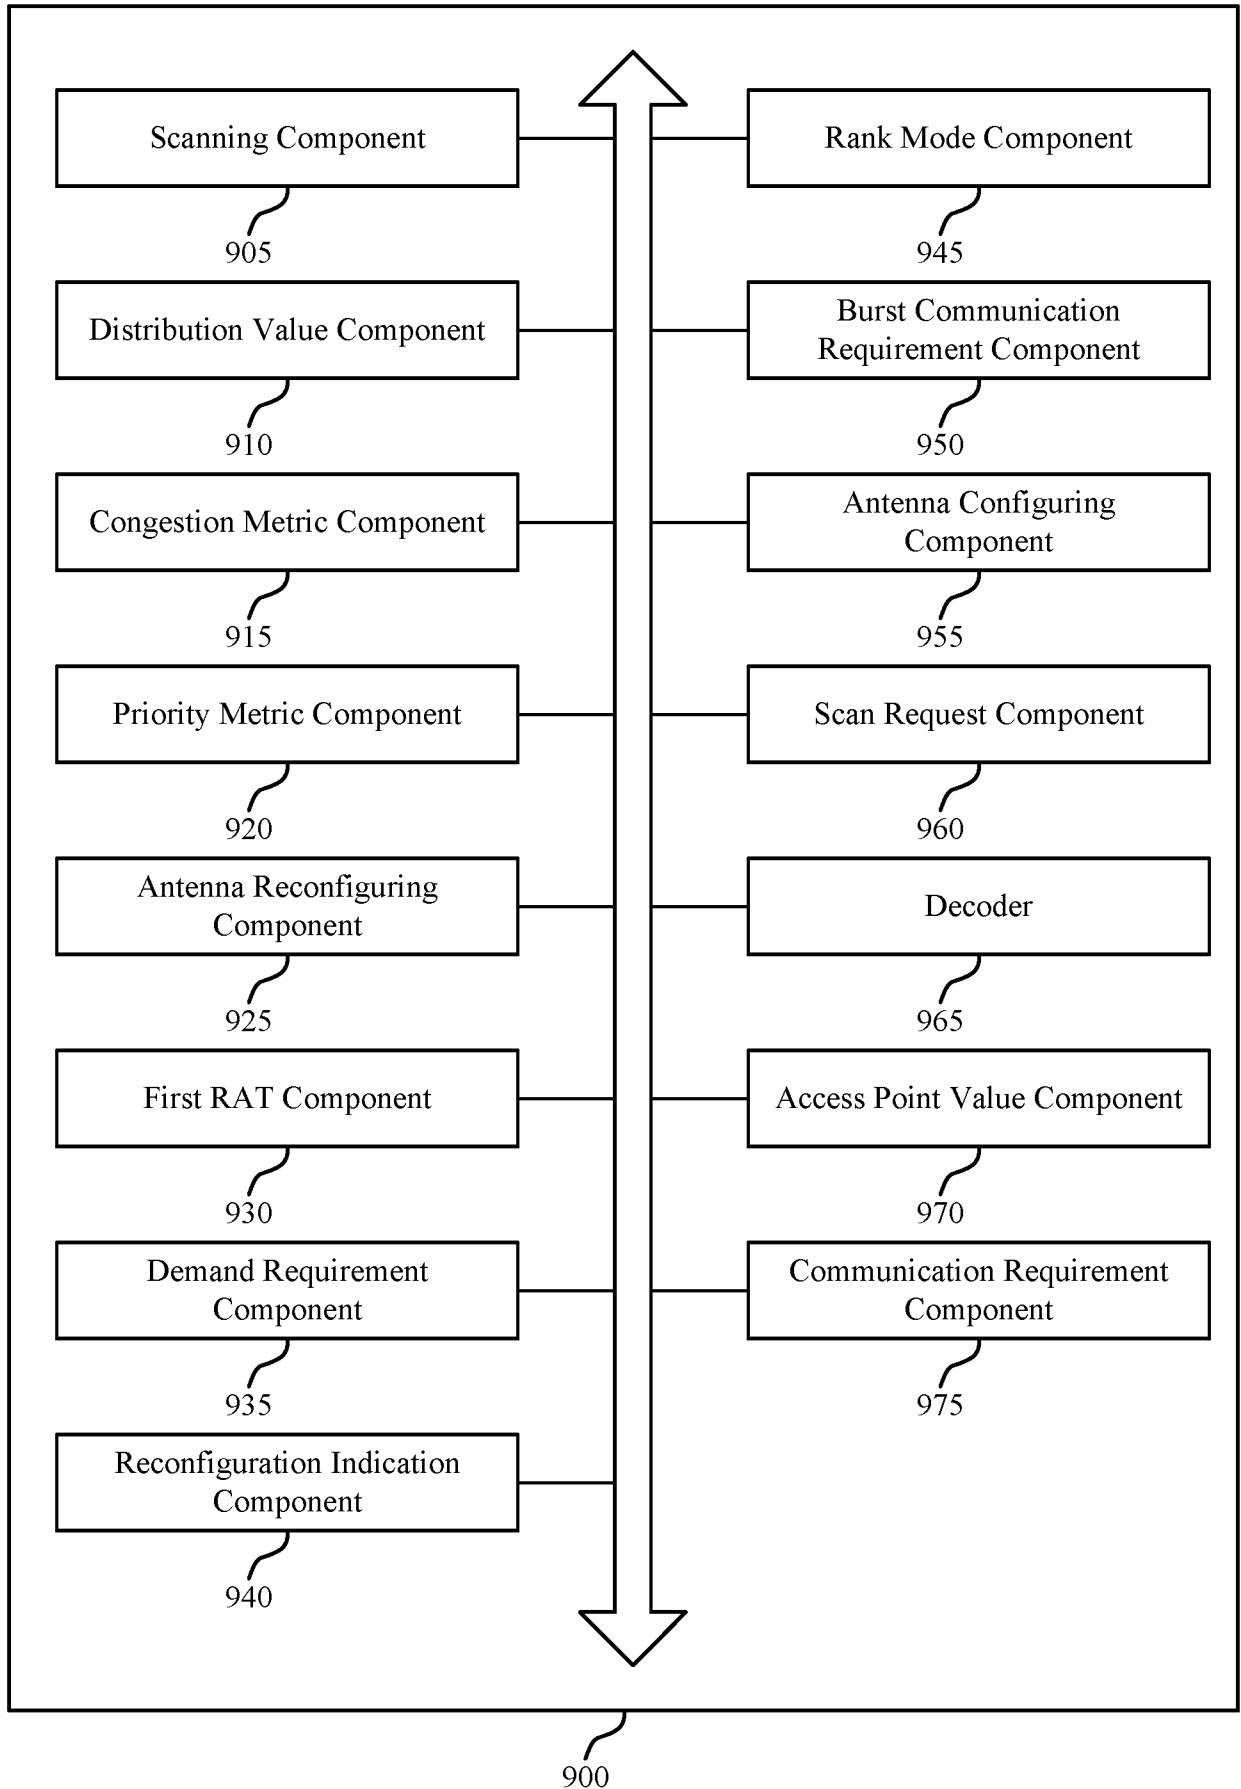 Scanning Component
905
Distribution Value Component
910
Congestion Metric Component
915
Priority Metric Component
920
Antenna Reconfiguring
Component
925
First RAT Component
930
Demand Requirement
Component
935
Reconfiguration Indication
Component
940
Rank Mode Component
945
Burst Communication
Requirement Component
950
Antenna Configuring
Component
955
Scan Request Component
960
Decoder
965
Access Point Value Component
970
Communication Requirement
Component
975
900